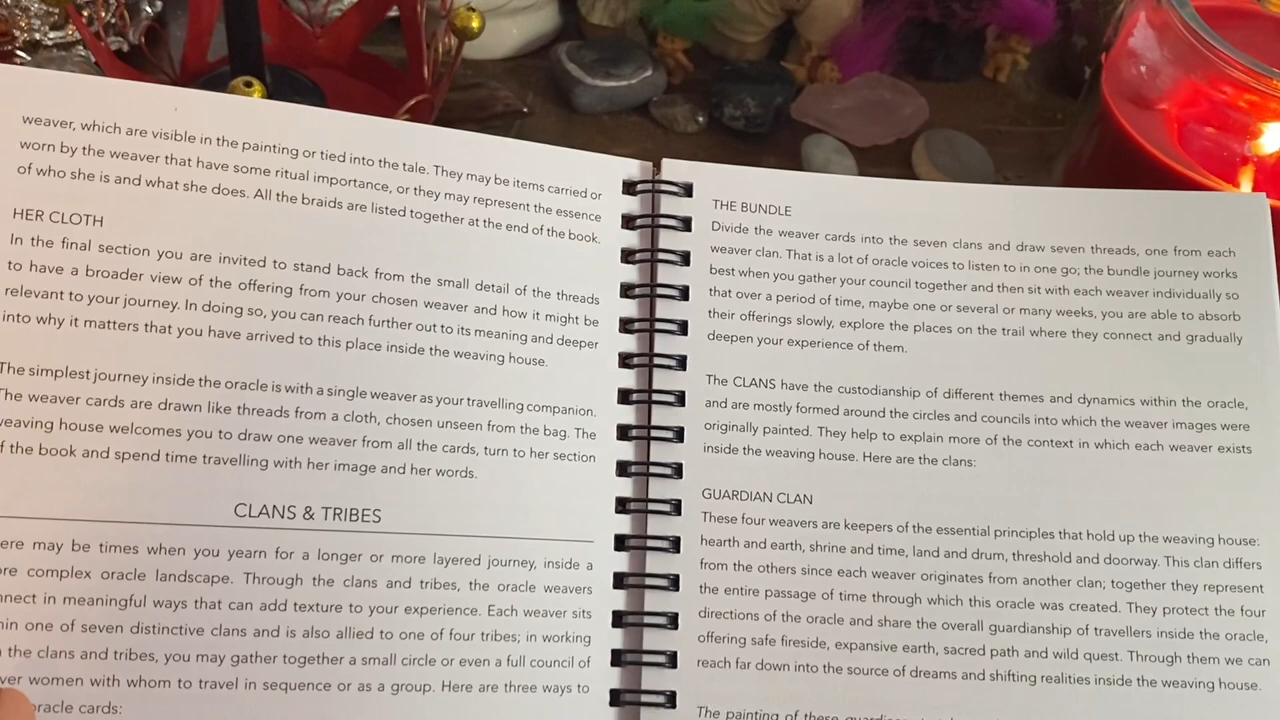 weaver, which are visible in the painting or tied into the tale. They may be items carried or
worn by the weaver that have some ritual importance, or they may represent the essence
of who she is and what she does. All the braids are listed together at the end of the book.
HER CLOTH
In the final section you are invited to stand back from the small detail of the threads
to have a broader view of the offering from your chosen weaver and how it might be
relevant to your journey. In doing so, you can reach further out to its meaning and deeper
into why it matters that you have arrived to this place inside the weaving house.
The simplest journey inside the oracle is with a single weaver as your travelling companion.
The weaver cards are drawn like threads from a cloth, chosen unseen from the bag. The
weaving house welcomes you to draw one weaver from all the cards, turn to her section
of the book and spend time travelling with her image and her words.
CLANS & TRIBES
ere may be times when you yearn for a longer or more layered journey, inside a
re complex oracle landscape. Through the clans and tribes, the oracle weavers
nnect in meaningful ways that can add texture to your experience. Each weaver sits
hin one of seven distinctive clans and is also allied to one of four tribes; in working
the clans and tribes, you may gather together a small circle or even a full council of
ver women with whom to travel in sequence or as a group. Here are three ways to
oracle cards:
THE BUNDLE
Divide the weaver cards into the seven clans and draw seven threads, one from each
weaver clan. That is a lot of oracle voices to listen to in one go; the bundle journey works
best when you gather your council together and then sit with each weaver individually so
that over a period of time, maybe one or several or many weeks, you are able to absorb
their offerings slowly, explore the places on the trail where they connect and gradually
deepen your experience of them.
The CLANS have the custodianship of different themes and dynamics within the oracle,
and are mostly formed around the circles and councils into which the weaver images were
originally painted. They help to explain more of the context in which each weaver exists
inside the weaving house. Here are the clans:
GUARDIAN CLAN
These four weavers are keepers of the essential principles that hold up the weaving house:
hearth and earth, shrine and time, land and drum, threshold and doorway. This clan differs
from the others since each weaver originates from another clan; together they represent
the entire passage of time through which this oracle was created. They protect the four
directions of the oracle and share the overall guardianship of travellers inside the oracle,
offering safe fireside, expansive earth, sacred path and wild quest. Through them we can
reach far down into the source of dreams and shifting realities inside the weaving house.
The painting of these